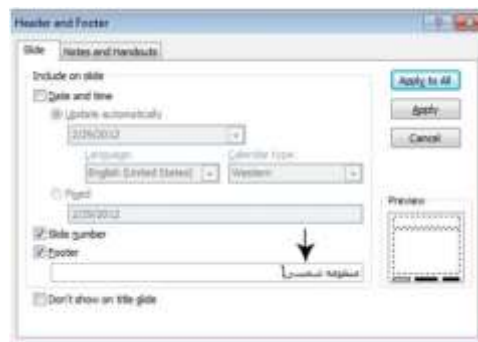 Header and Footer
Slide
Notes and Handouts
Include on slide
Date and time
Update automatically
2/29/2012
Language:
Calendar type:
English (United States)
Western
Fixed
2/29/2012
Slide number
Footer
منظومه شمسی
Don't show on title slide
Apply to All
Apply
Cancel
Preview